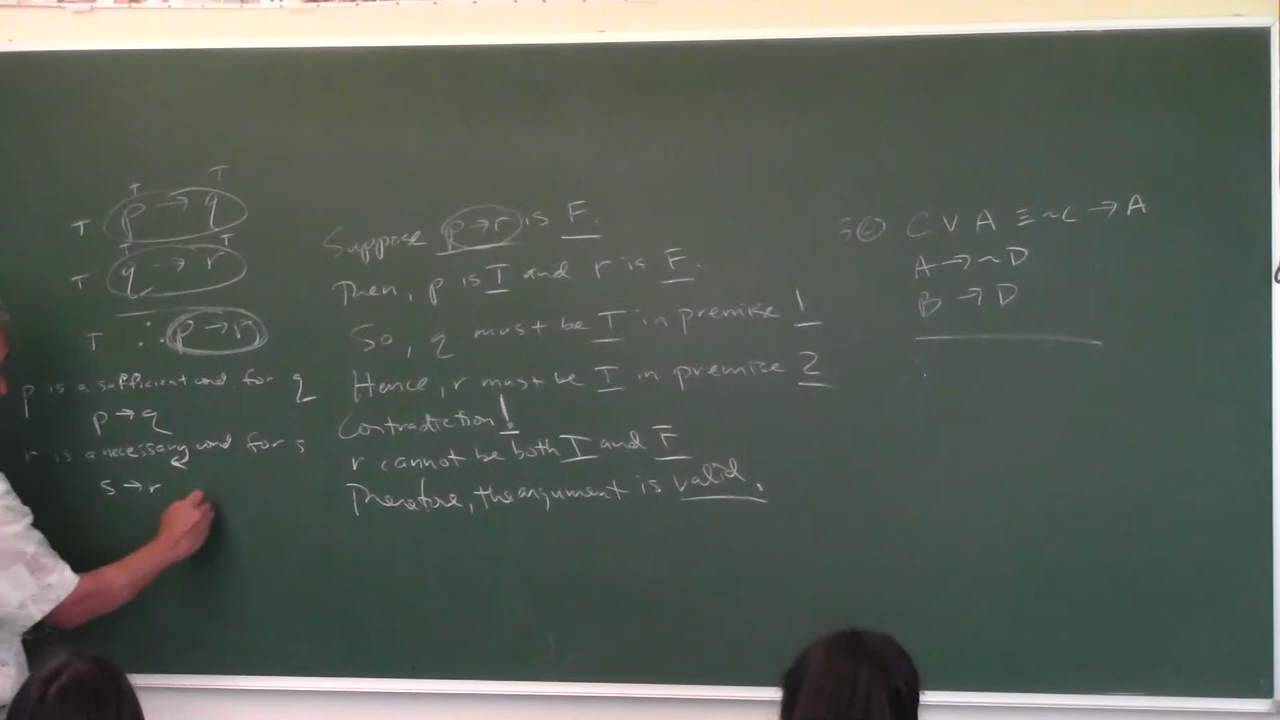 T T
T p → q
T T
T q → r
T ∴ p → r
p is a sufficient cond for q
p → q
r is a necessary cond for s
s → r
Suppose p→r is F.
Then, p is T and r is F.
So, q must be T in premise 1
Hence, r must be T in premise 2
Contradiction!
r cannot be both T and F
Therefore, the argument is valid.
C V A ≡ ~C → A
A → ~D
B → D